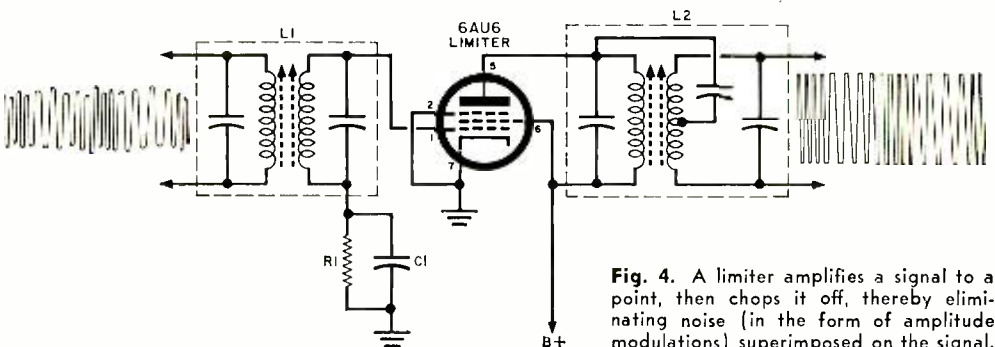 L1
6AU6
LIMITER
L2
5
2
1
6
7
R1
C1
B+
Fig. 4. A limiter amplifies a signal to a
point, then chops it off, thereby elimi-
nating noise (in the form of amplitude
modulations) superimposed on the signal.